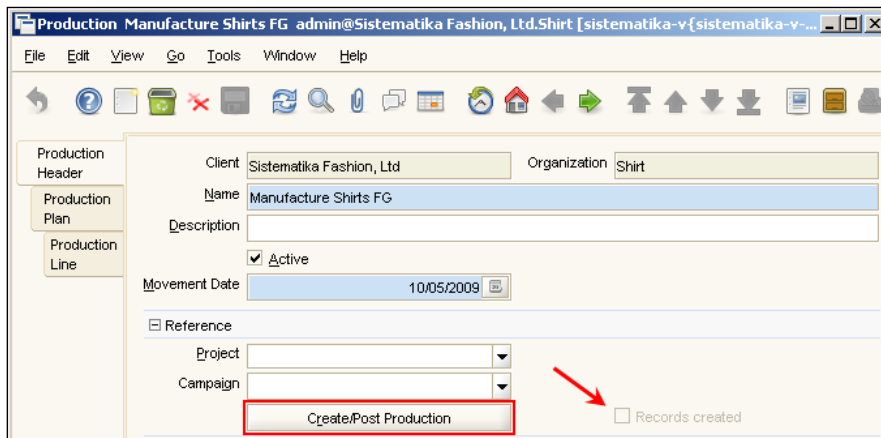 Production Manufacture Shirts FG admin@Sistematika Fashion, Ltd.Shirt [sistematika-v{sistematika-v-...
File Edit View Go Tools Window Help
Production Header
Client Sistematika Fashion, Ltd Organization Shirt
Name Manufacture Shirts FG
Production Plan
Description
Production Line
Active
Movement Date 10/05/2009
Reference
Project
Campaign
Create/Post Production Records created